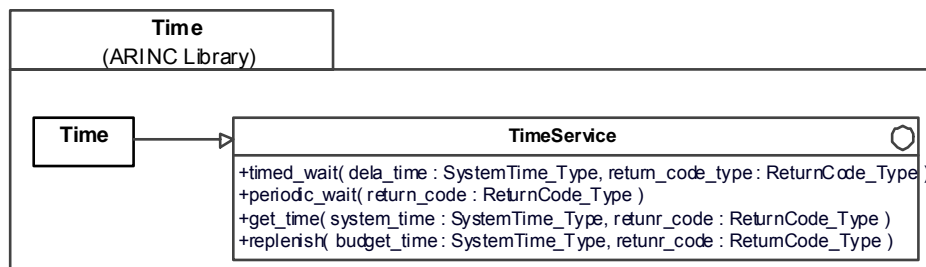 Time
(ARINC Library)
Time
TimeService
+timed_wait( dela_time : SystemTime_Type, return_code_type : ReturnCode_Type )
+periodic_wait( return_code : ReturnCode_Type )
+get_time( system_time : SystemTime_Type, retunr_code : ReturnCode_Type )
+replenish( budget_time : SystemTime_Type, retunr_code : ReturnCode_Type )